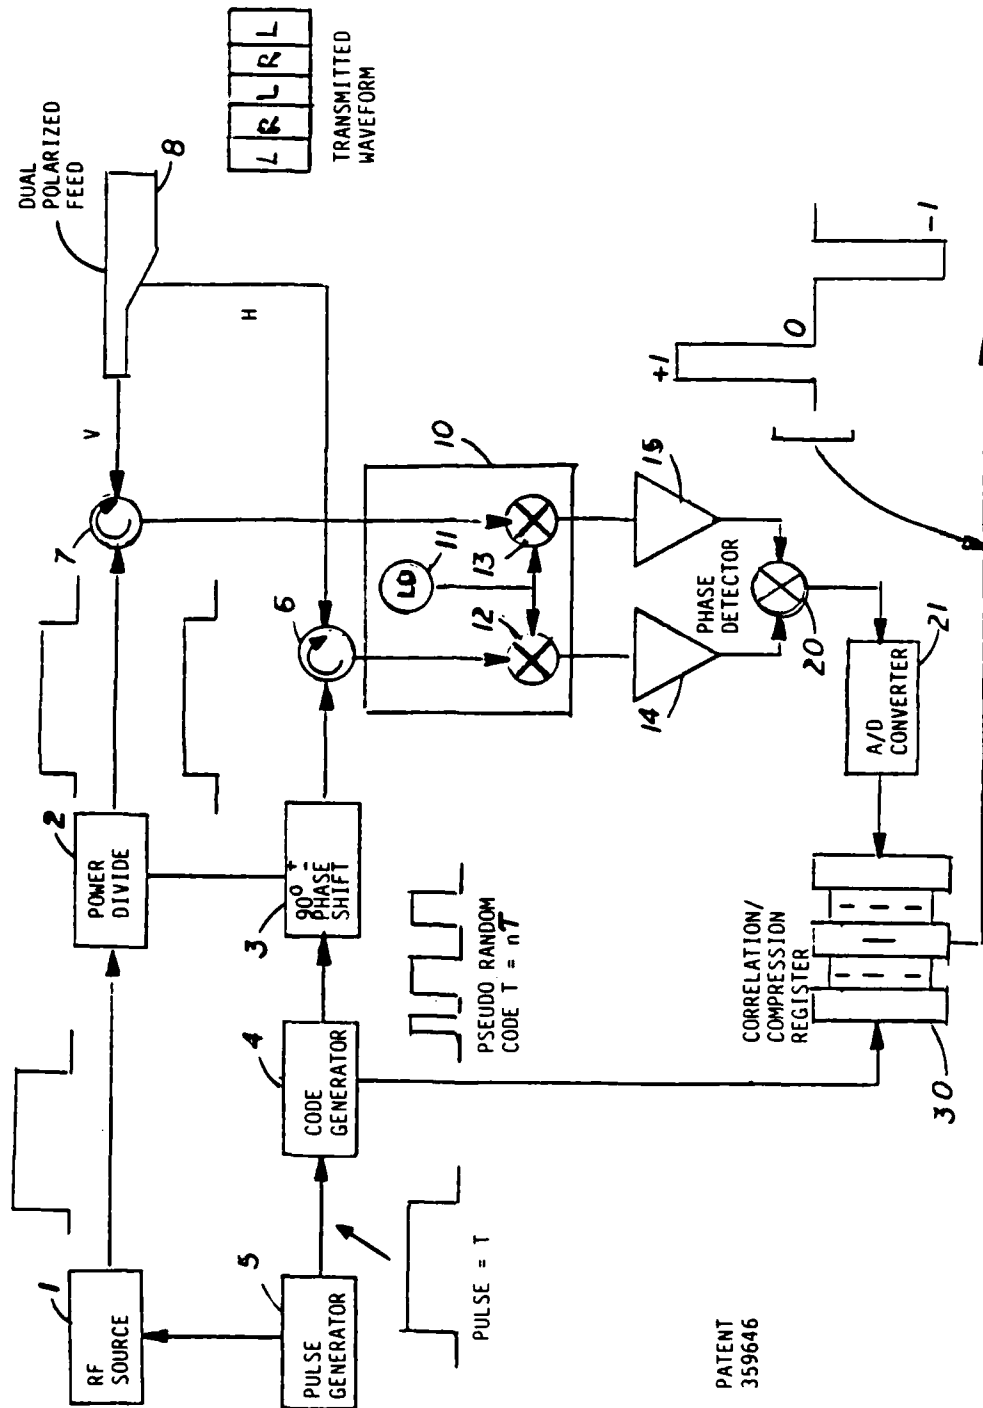 DUAL
POLARIZED
FEED
8
L R L R L
TRANSMITTED
WAVEFORM
V
H
7
2
POWER
DIVIDE
1
RF
SOURCE
5
PULSE
GENERATOR
PULSE = T
4
CODE
GENERATOR
3
90° ±
PHASE
SHIFT
PSEUDO RANDOM
CODE T = nT
6
10
LO
11
12
13
14
15
PHASE DETECTOR
20
A/D
CONVERTER
21
CORRELATION/
COMPRESSION
REGISTER
30
+1
0
-1
PATENT
359646